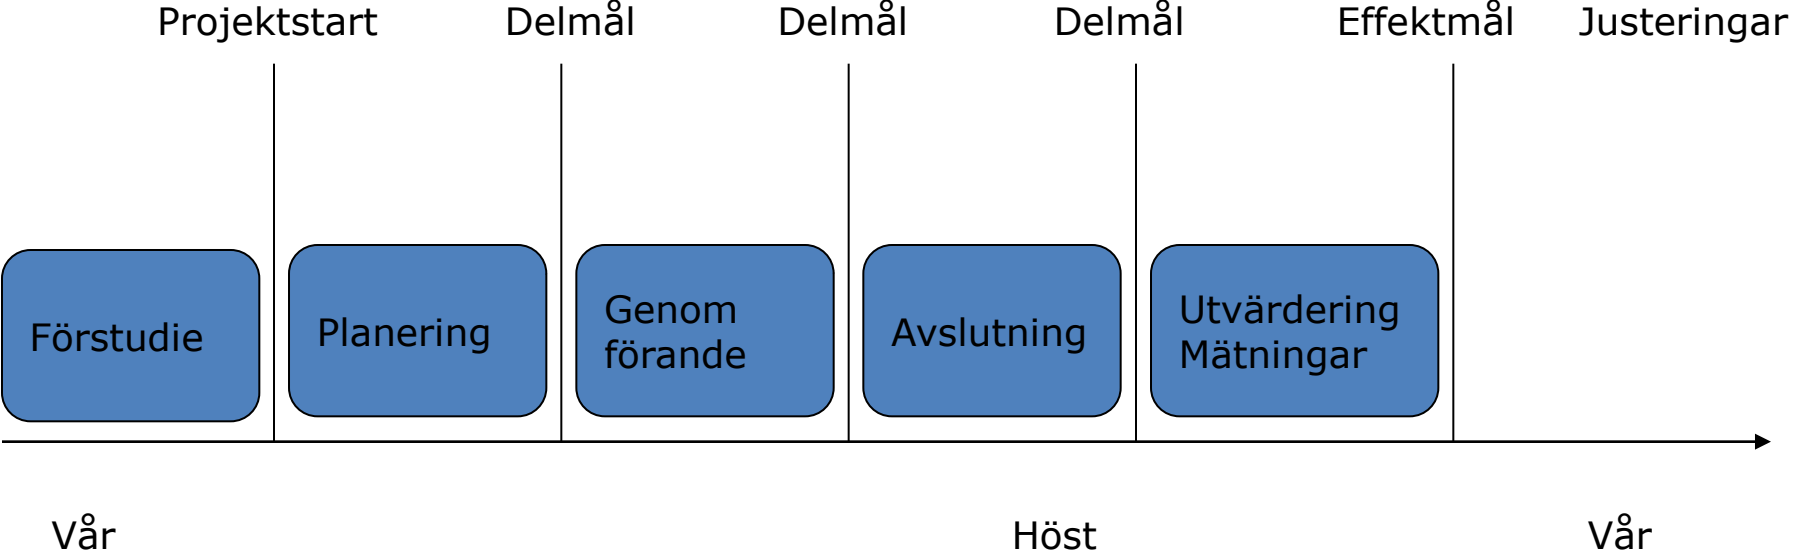 Projektstart Delmål Delmål Delmål Effektmål Justeringar
Förstudie
Planering
Genom
förande
Avslutning
Utvärdering
Mätningar
Vår Höst Vår